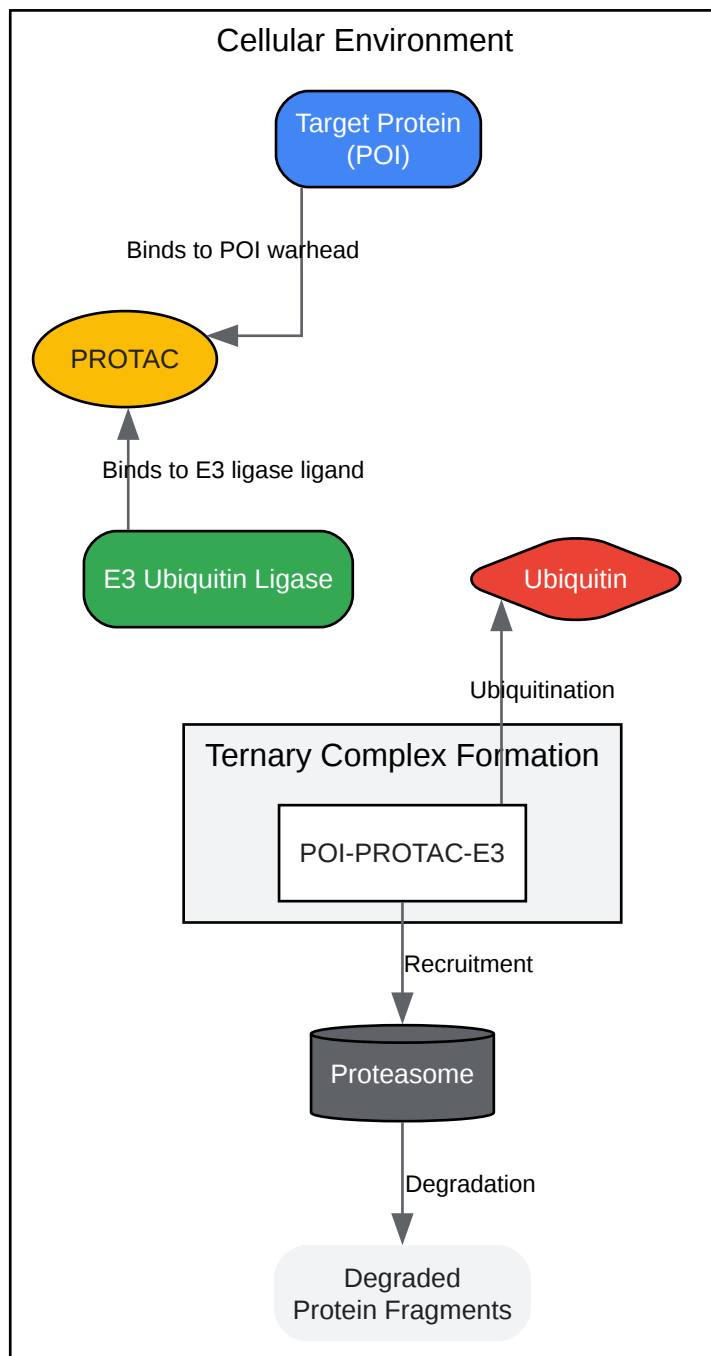 Cellular Environment
Target Protein
(POI)
Binds to POI warhead
PROTAC
Binds to E3 ligase ligand
E3 Ubiquitin Ligase
Ubiquitin
Ubiquitination
Ternary Complex Formation
POI-PROTAC-E3
Recruitment
Proteasome
Degradation
Degraded
Protein Fragments